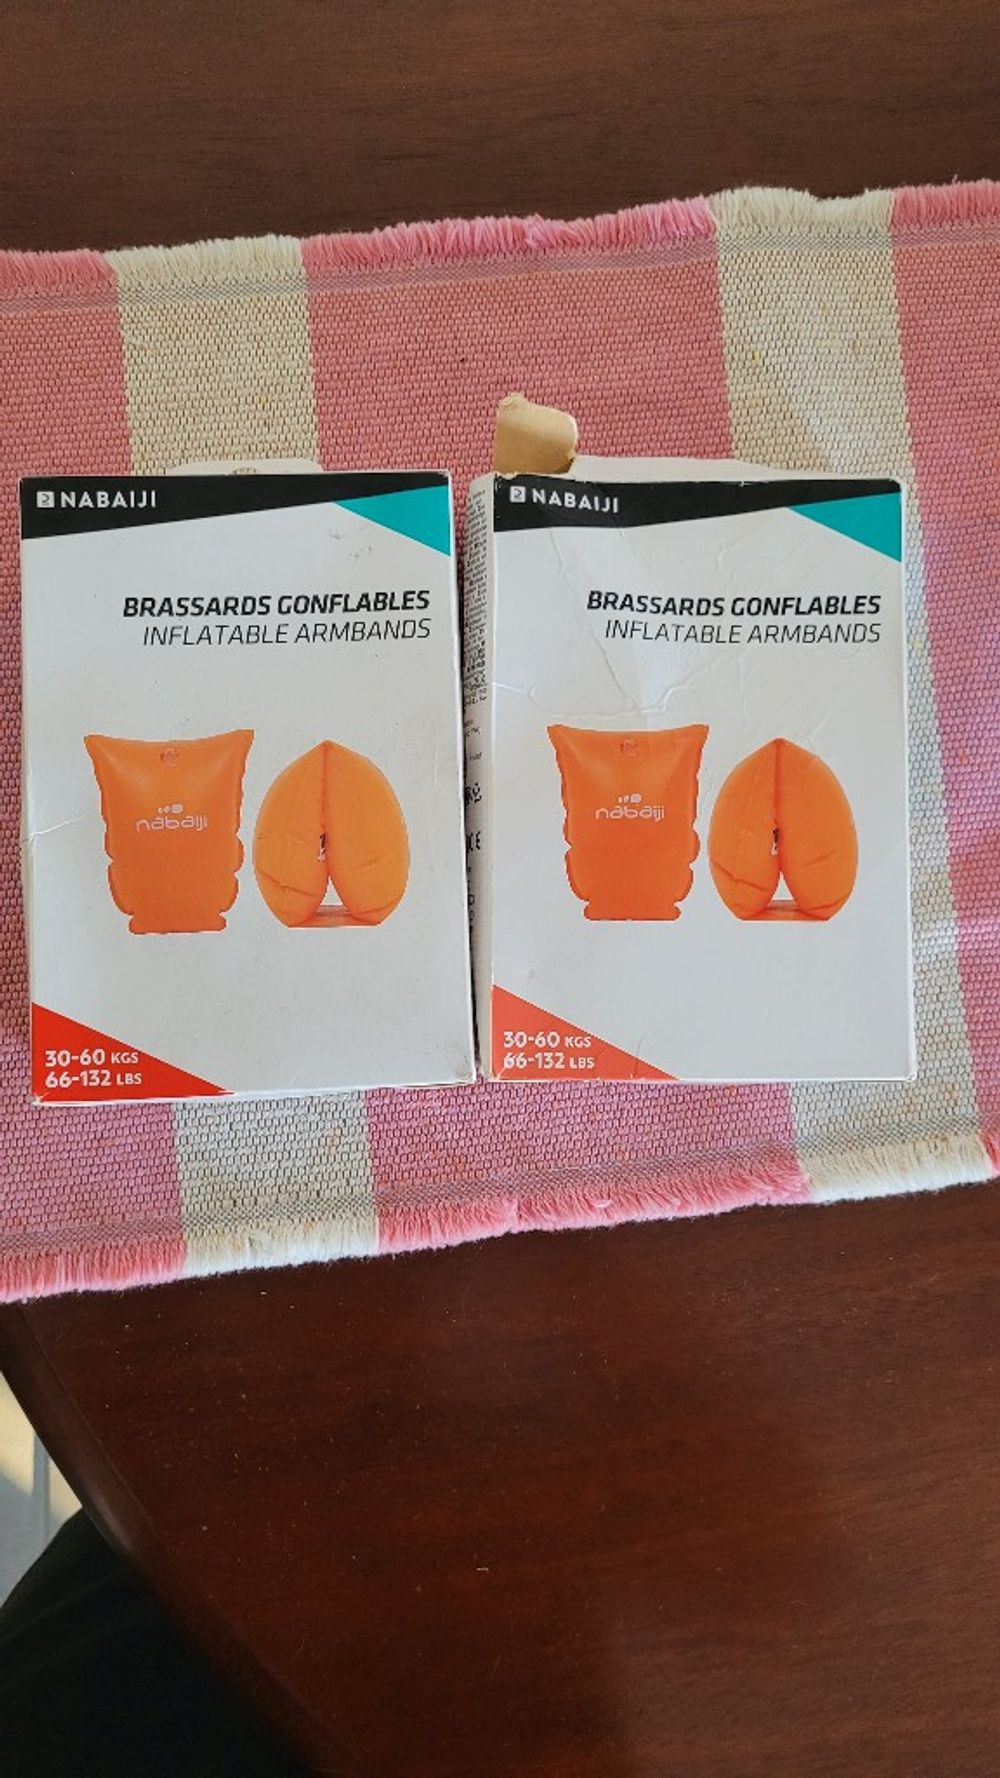 NABAIJI
BRASSARDS GONFLABLES
INFLATABLE ARMBANDS
nabaiji
30-60 KGS
66-132 LBS
NABAIJI
BRASSARDS GONFLABLES
INFLATABLE ARMBANDS
nabaiji
30-60 KGS
66-132 LBS